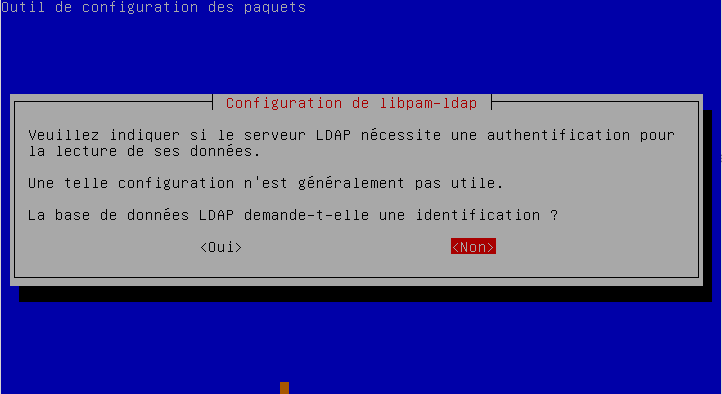 Outil de configuration des paquets
Configuration de libpam-ldap
Veuillez indiquer si le serveur LDAP nécessite une authentification pour
la lecture de ses données.
Une telle configuration n'est généralement pas utile.
La base de données LDAP demande-t-elle une identification ?
<Oui> <Non>